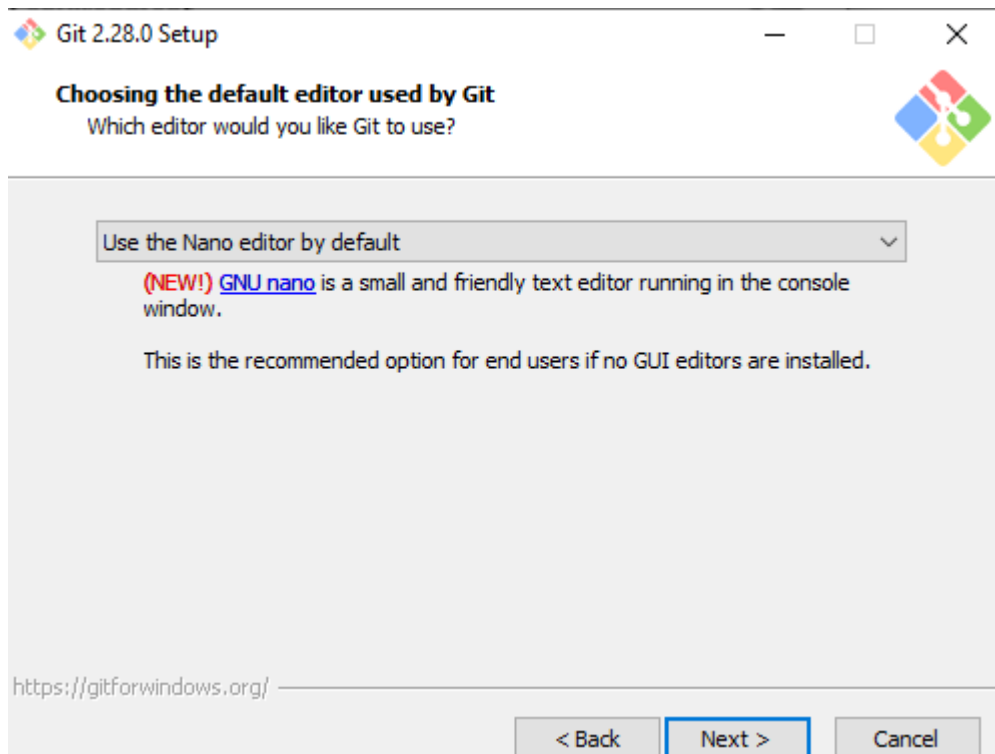 Git 2.28.0 Setup
Choosing the default editor used by Git
Which editor would you like Git to use?
Use the Nano editor by default
(NEW!) GNU nano is a small and friendly text editor running in the console
window.
This is the recommended option for end users if no GUI editors are installed.
https://gitforwindows.org/
< Back
Next >
Cancel